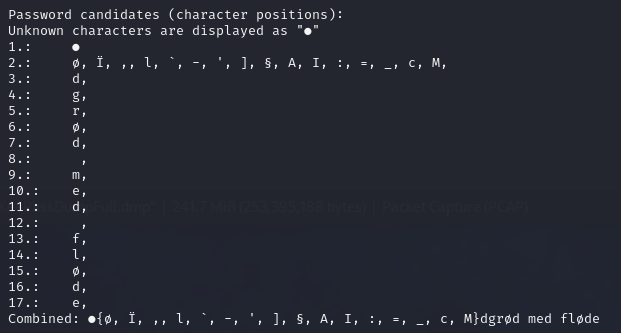 Password candidates (character positions):
Unknown characters are displayed as "●"
1.: ●
2.: ø, Ï, ,, l, `, -, ', ], §, A, I, :, =, _, c, M,
3.: d,
4.: g,
5.: r,
6.: ø,
7.: d,
8.:  ,
9.: m,
10.: e,
11.: d,
12.:  ,
13.: f,
14.: l,
15.: ø,
16.: d,
17.: e,
Combined: ●{ø, Ï, ,, l, `, -, ', ], §, A, I, :, =, _, c, M}dgrød med fløde